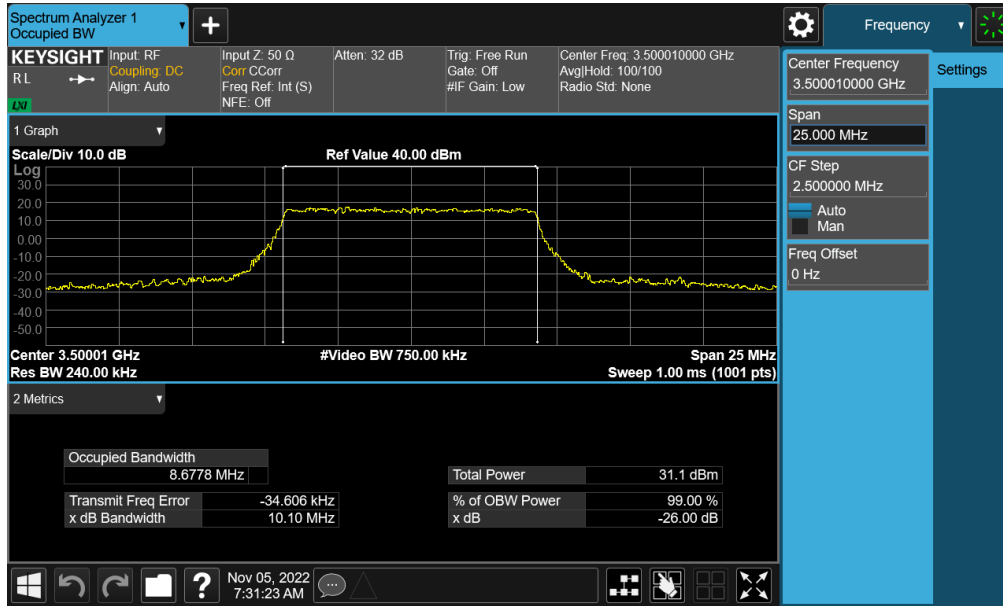 Spectrum Analyzer 1
Occupied BW
+
Frequency
KEYSIGHT
R L
LNI
Input: RF
Coupling: DC
Align: Auto
Input Z: 50 Ω
Corr CCorr
Freq Ref: Int (S)
NFE: Off
Atten: 32 dB
Trig: Free Run
Gate: Off
#IF Gain: Low
Center Freq: 3.500010000 GHz
Avg|Hold: 100/100
Radio Std: None
Center Frequency
3.500010000 GHz
Settings
Span
25.000 MHz
CF Step
2.500000 MHz
Auto
Man
Freq Offset
0 Hz
1 Graph
Scale/Div 10.0 dB
Ref Value 40.00 dBm
Log
30.0
20.0
10.0
0.00
-10.0
-20.0
-30.0
-40.0
-50.0
Center 3.50001 GHz
#Video BW 750.00 kHz
Span 25 MHz
Res BW 240.00 kHz
Sweep 1.00 ms (1001 pts)
2 Metrics
Occupied Bandwidth
8.6778 MHz
Total Power 31.1 dBm
Transmit Freq Error -34.606 kHz
% of OBW Power 99.00 %
x dB Bandwidth 10.10 MHz
x dB -26.00 dB
?
Nov 05, 2022
7:31:23 AM